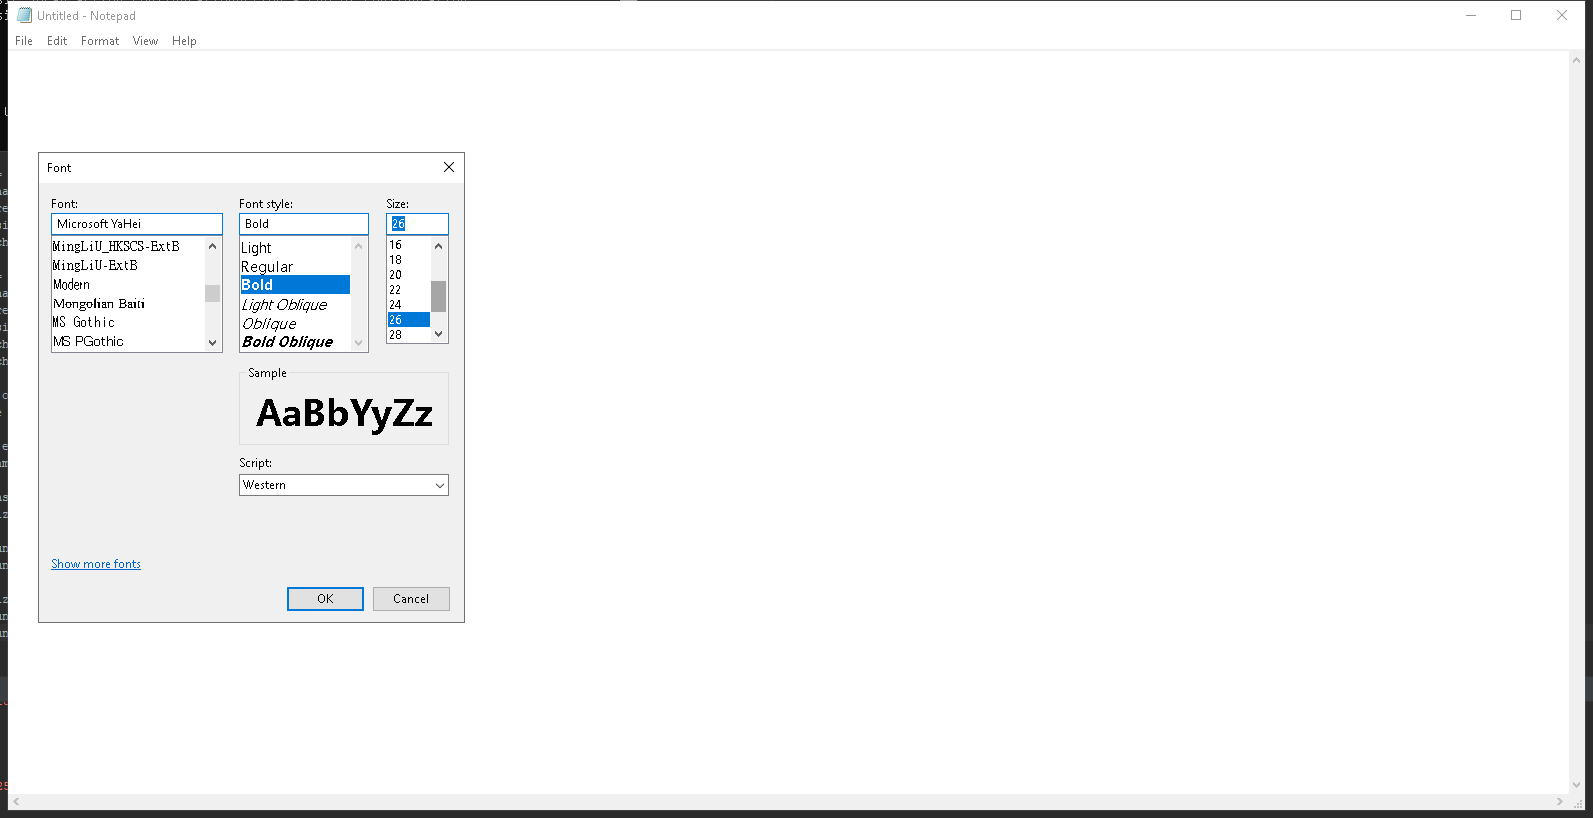 Untitled - Notepad
File Edit Format View Help
Font
Font:
Microsoft YaHei
MingLiU_HKSCS-ExtB
MingLiU-ExtB
Modern
Mongolian Baiti
MS Gothic
MS PGothic
Font style:
Bold
Light
Regular
Bold
Light Oblique
Oblique
Bold Oblique
Size:
26
16
18
20
22
24
26
28
Sample
AaBbYyZz
Script:
Western
Show more fonts
OK
Cancel